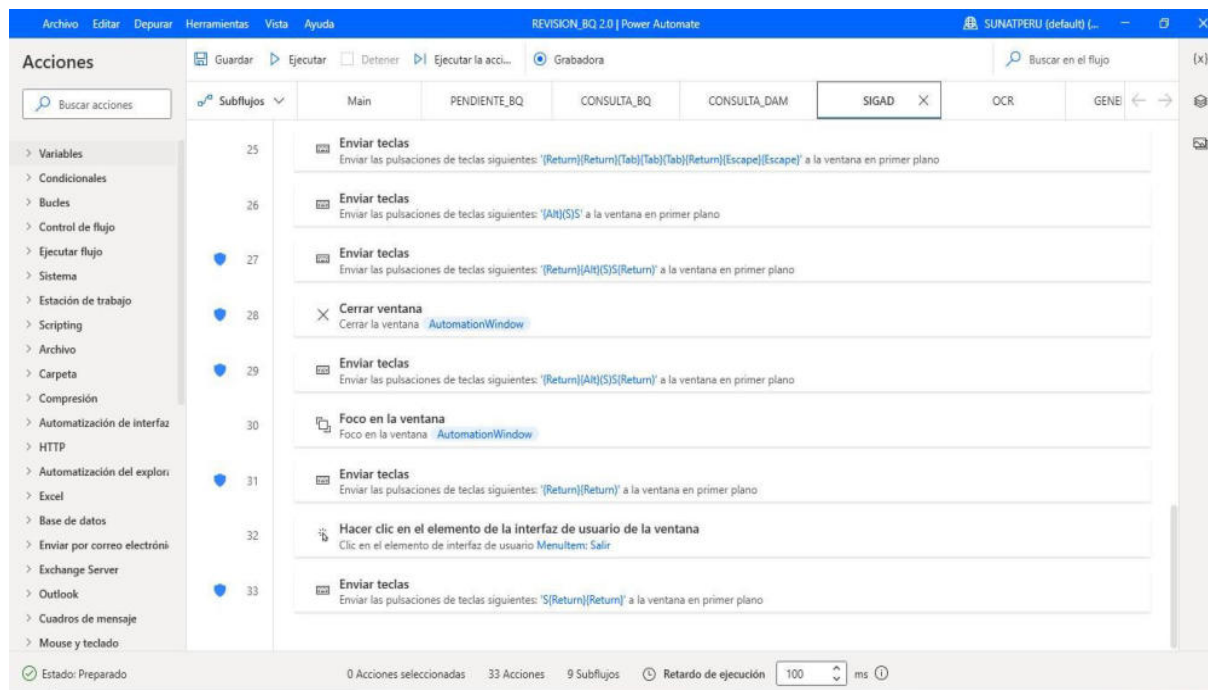 Archivo Editar Depurar Herramientas Vista Ayuda REVISION_BQ 2.0 | Power Automate SUNATPERU (default) (...
Acciones
Guardar Ejecutar Detener Ejecutar la acci... Grabadora Buscar en el flujo
{x}
Buscar acciones
Subflujos Main PENDIENTE_BQ CONSULTA_BQ CONSULTA_DAM SIGAD OCR GENE
Variables
Condicionales
Bucles
Control de flujo
Ejecutar flujo
Sistema
Estación de trabajo
Scripting
Archivo
Carpeta
Compresión
Automatización de interfaz
HTTP
Automatización del explora
Excel
Base de datos
Enviar por correo electróni
Exchange Server
Outlook
Cuadros de mensaje
Mouse y teclado
25 Enviar teclas
Enviar las pulsaciones de teclas siguientes: '{Return}{Return}{Tab}{Tab}{Tab}{Return}{Escape}{Escape}' a la ventana en primer plano
26 Enviar teclas
Enviar las pulsaciones de teclas siguientes: '{Alt}(S)S' a la ventana en primer plano
27 Enviar teclas
Enviar las pulsaciones de teclas siguientes: '{Return}{Alt}(S)S{Return}' a la ventana en primer plano
28 Cerrar ventana
Cerrar la ventana AutomationWindow
29 Enviar teclas
Enviar las pulsaciones de teclas siguientes: '{Return}{Alt}(S)S{Return}' a la ventana en primer plano
30 Foco en la ventana
Foco en la ventana AutomationWindow
31 Enviar teclas
Enviar las pulsaciones de teclas siguientes: '{Return}{Return}' a la ventana en primer plano
32 Hacer clic en el elemento de la interfaz de usuario de la ventana
Clic en el elemento de interfaz de usuario MenuItem: Salir
33 Enviar teclas
Enviar las pulsaciones de teclas siguientes: 'S{Return}{Return}' a la ventana en primer plano
Estado: Preparado 0 Acciones seleccionadas 33 Acciones 9 Subflujos Retardo de ejecución 100 ms